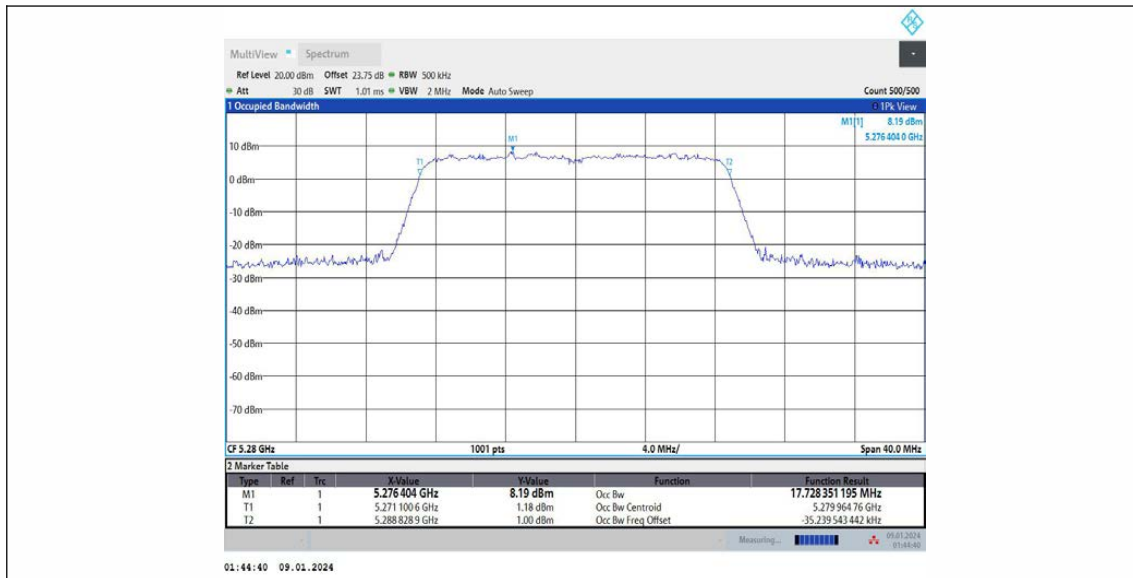 MultiView Spectrum
Ref Level 20.00 dBm Offset 23.75 dB RBW 500 kHz
Att 30 dB SWT 1.01 ms VBW 2 MHz Mode Auto Sweep Count 500/500
1 Occupied Bandwidth 1Pk View
M1[1] 8.19 dBm
5.276 404 0 GHz
M1
10 dBm
T1 T2
0 dBm
-10 dBm
-20 dBm
-30 dBm
-40 dBm
-50 dBm
-60 dBm
-70 dBm
CF 5.28 GHz 1001 pts 4.0 MHz/ Span 40.0 MHz
2 Marker Table
Type Ref Trc X-Value Y-Value Function Function Result
M1 1 5.276 404 GHz 8.19 dBm Occ Bw 17.728 351 195 MHz
T1 1 5.271 100 6 GHz 1.18 dBm Occ Bw Centroid 5.279 964 76 GHz
T2 1 5.288 828 9 GHz 1.00 dBm Occ Bw Freq Offset -35.239 543 442 kHz
Measuring... 09.01.2024
01:44:40
01:44:40 09.01.2024